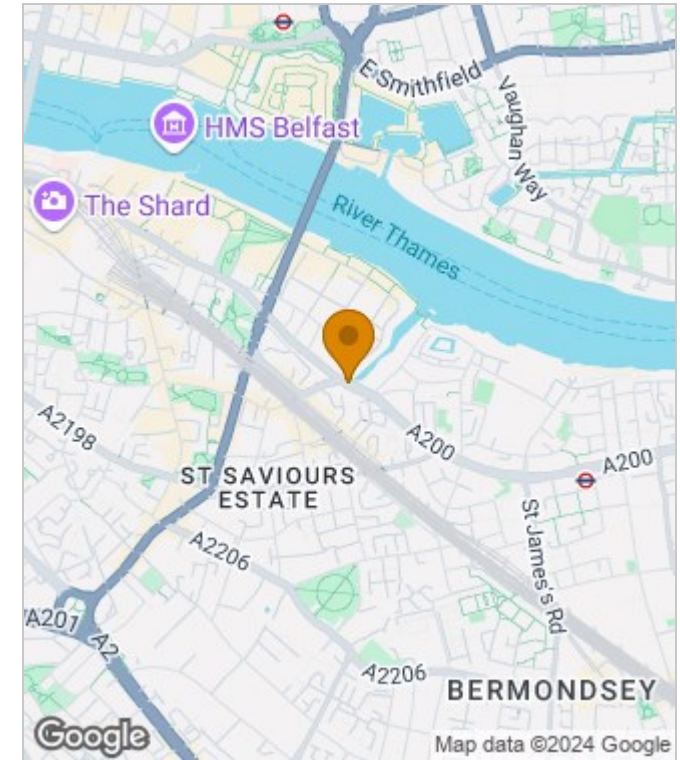 E Smithfield
Vaughan Way
HMS Belfast
The Shard
River Thames
A2198
A200
A200
ST SAVIOURS
ESTATE
A2206
St James's Rd
A201
A2
A2206
BERMONDSEY
Google
Map data ©2024 Google